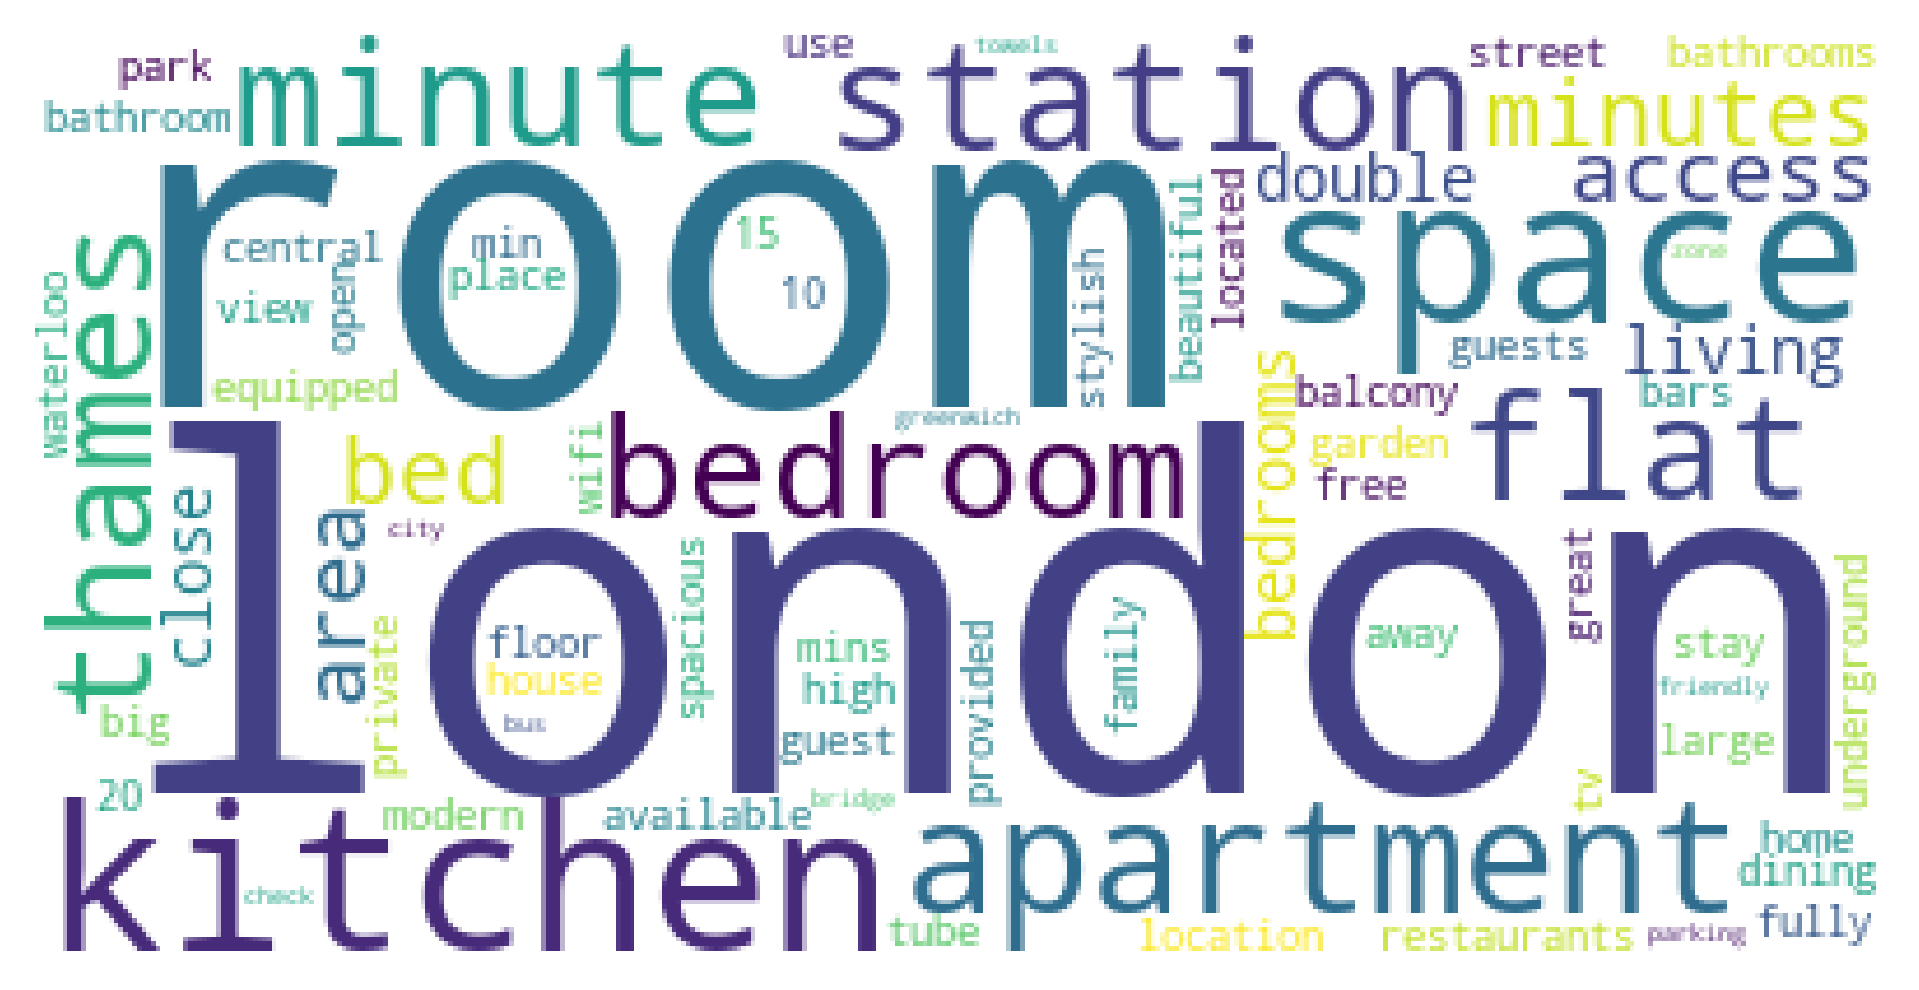 park
bathroom
minute
use
towels
station
street
bathrooms
minutes
room
central
view
open
equipped
min
place
15
10
stylish
beautiful
located
double
access
space
guests
living
thames
waterloo
close
area
bed
city
wifi
bedroom
greenwich
bedrooms
balcony
bars
garden
free
flat
london
private
floor
house
bus
spacious
mins
high
guest
provided
family
away
great
stay
friendly
large
underground
big
20
kitchen
check
modern
available
bridge
apartment
tv
home
dining
tube
location
restaurants
parking
fully
zone